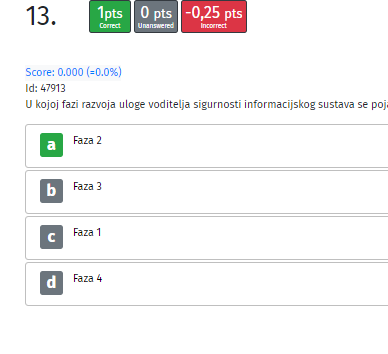 13.
1pts
Correct
0 pts
Unanswered
-0,25 pts
Incorrect
Score: 0.000 (=0.0%)
Id: 47913
U kojoj fazi razvoja uloge voditelja sigurnosti informacijskog sustava se
a Faza 2
b Faza 3
c Faza 1
d Faza 4